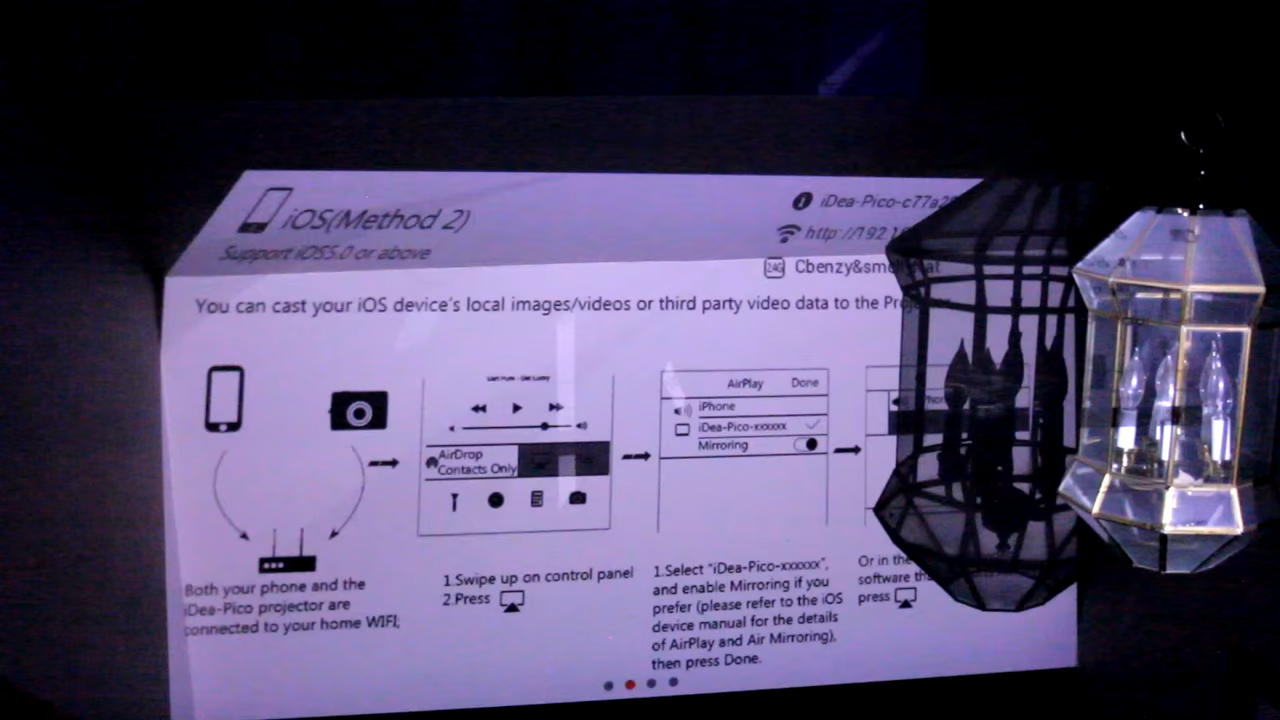 iOS(Method 2)
Support iOS5.0 or above
iDea-Pico-c77a2
http://192.1
2.4G Cbenzy&smellycat
You can cast your iOS device's local images/videos or third party video data to the
AirDrop
Contacts Only
AirPlay Done
iPhone
iDea-Pico-xxxxxx
Mirroring
Both your phone and the
iDea-Pico projector are
connected to your home WIFI;
1.Swipe up on control panel
2.Press
1.Select "iDea-Pico-xxxxxx",
and enable Mirroring if you
prefer (please refer to the iOS
device manual for the details
of AirPlay and Air Mirroring),
then press Done.
Or in the
software
press